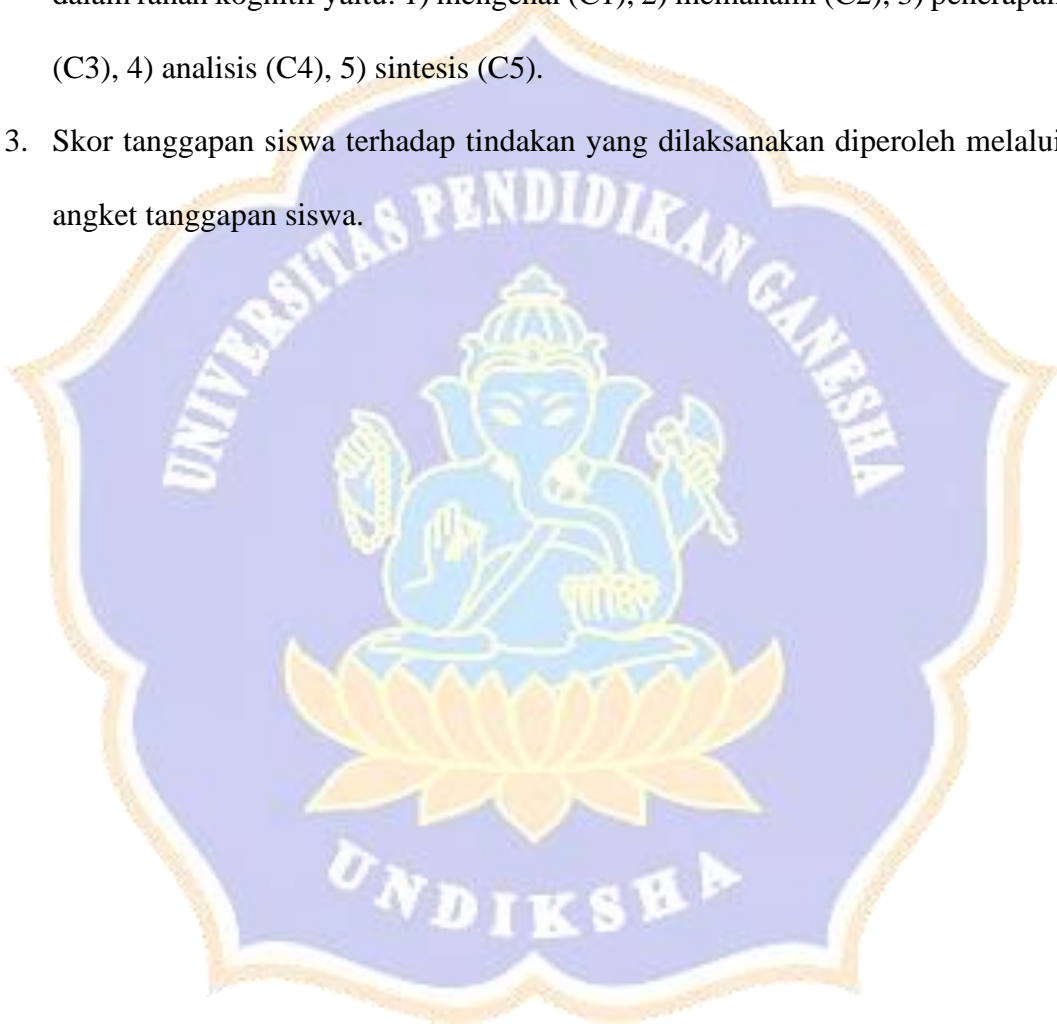 dalam ranah kognitif yaitu: 1) mengenal (C1), 2) memahami (C2), 3) penerapan
(C3), 4) analisis (C4), 5) sintesis (C5).
3. Skor tanggapan siswa terhadap tindakan yang dilaksanakan diperoleh melalui
angket tanggapan siswa.
UNIVERSITAS PENDIDIKAN GANESHA
UNDIKSHA